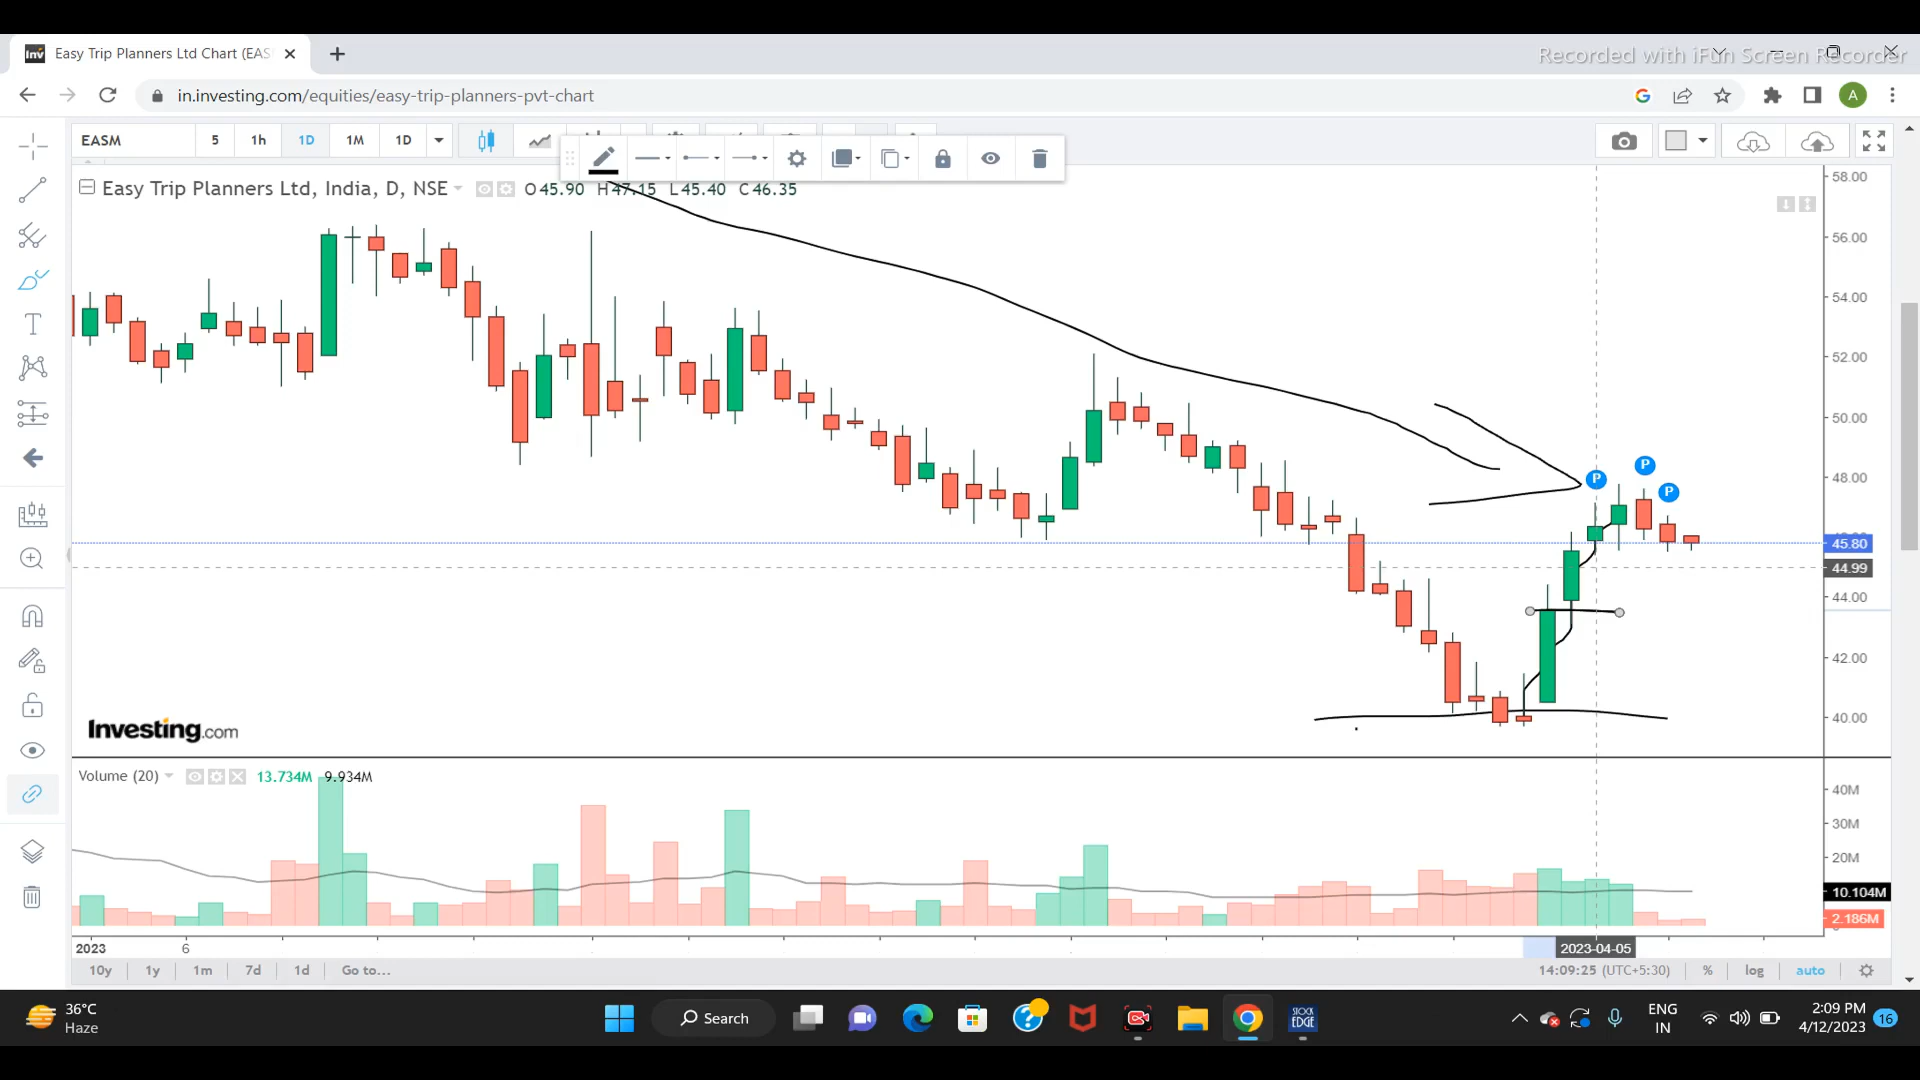 Easy Trip Planners Ltd Chart (EAS
Recorded with iFun Screen Recorder
in.investing.com/equities/easy-trip-planners-pvt-chart
A
EASM 5 1h 1D 1M 1D
Easy Trip Planners Ltd, India, D, NSE O 45.90 H 47.15 L 45.40 C 46.35
58.00
56.00
54.00
52.00
50.00
48.00
45.80
44.99
44.00
42.00
40.00
P
P
P
Investing.com
Volume (20) 13.734M 9.934M
40M
30M
20M
10.104M
2.186M
2023 6 2023-04-05
10y 1y 1m 7d 1d Go to... 14:09:25 (UTC+5:30) % log auto
36°C
Haze
Search
STOCK
EDGE
ENG
IN
2:09 PM
4/12/2023
16